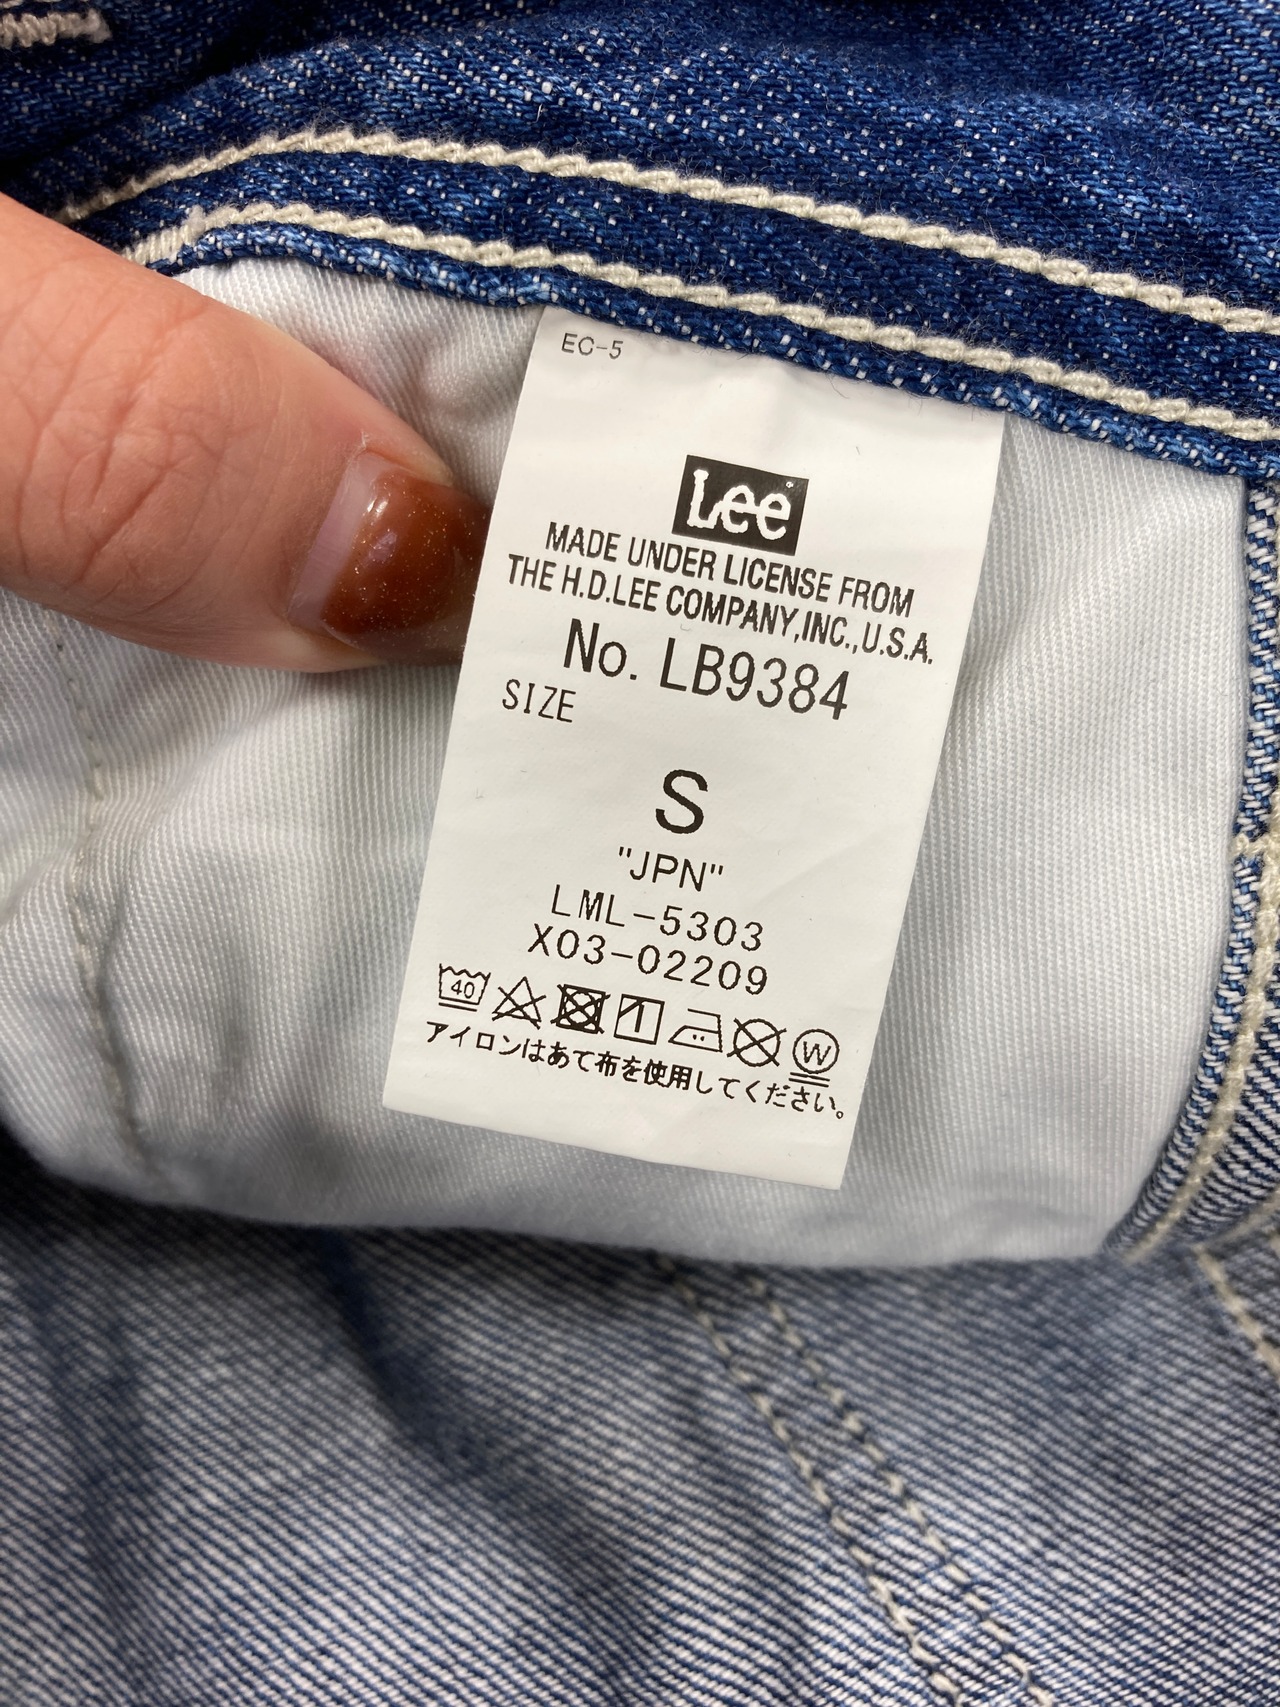 EC-5
Lee
MADE UNDER LICENSE FROM
THE H.D.LEE COMPANY,INC.,U.S.A.
No. LB9384
SIZE
S
"JPN"
LML-5303
X03-02209
40 W
アイロンはあて布を使用してください。